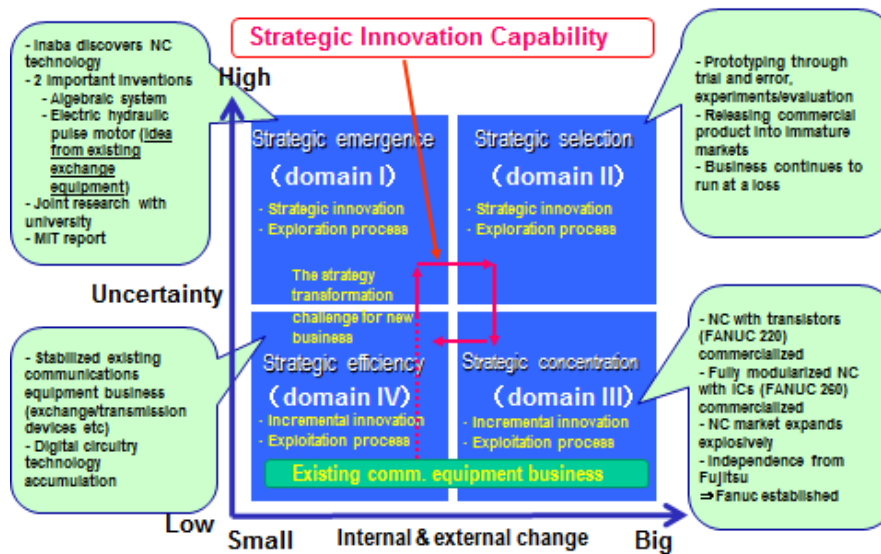 Strategic Innovation Capability
- Inaba discovers NC
technology
- 2 Important inventions
- Algebraic system
- Electric hydraulic
pulse motor (idea
from existing
exchange
equipment)
- Joint research with
university
- MIT report
High
- Prototyping through
trial and error,
experiments/evaluation
- Releasing commercial
product into immature
markets
- Business continues to
run at a loss
Strategic emergence
(domain I)
- Strategic innovation
- Exploration process
Strategic selection
(domain II)
- Strategic innovation
- Exploration process
The strategy
transformation
challenge for new
business
Uncertainty
- Stabilized existing
communications
equipment business
(exchange/transmission
devices etc)
- Digital circuitry
technology
accumulation
Strategic efficiency
(domain IV)
- Incremental innovation
- Exploitation process
Strategic concentration
(domain III)
- Incremental innovation
- Exploitation process
- NC with transistors
(FANUC 220)
commercialized
- Fully modularized NC
with ICs (FANUC 260)
commercialized
- NC market expands
explosively
- Independence from
Fujitsu
⇒ Fanuc established
Existing comm. equipment business
Low
Small
Internal & external change
Big